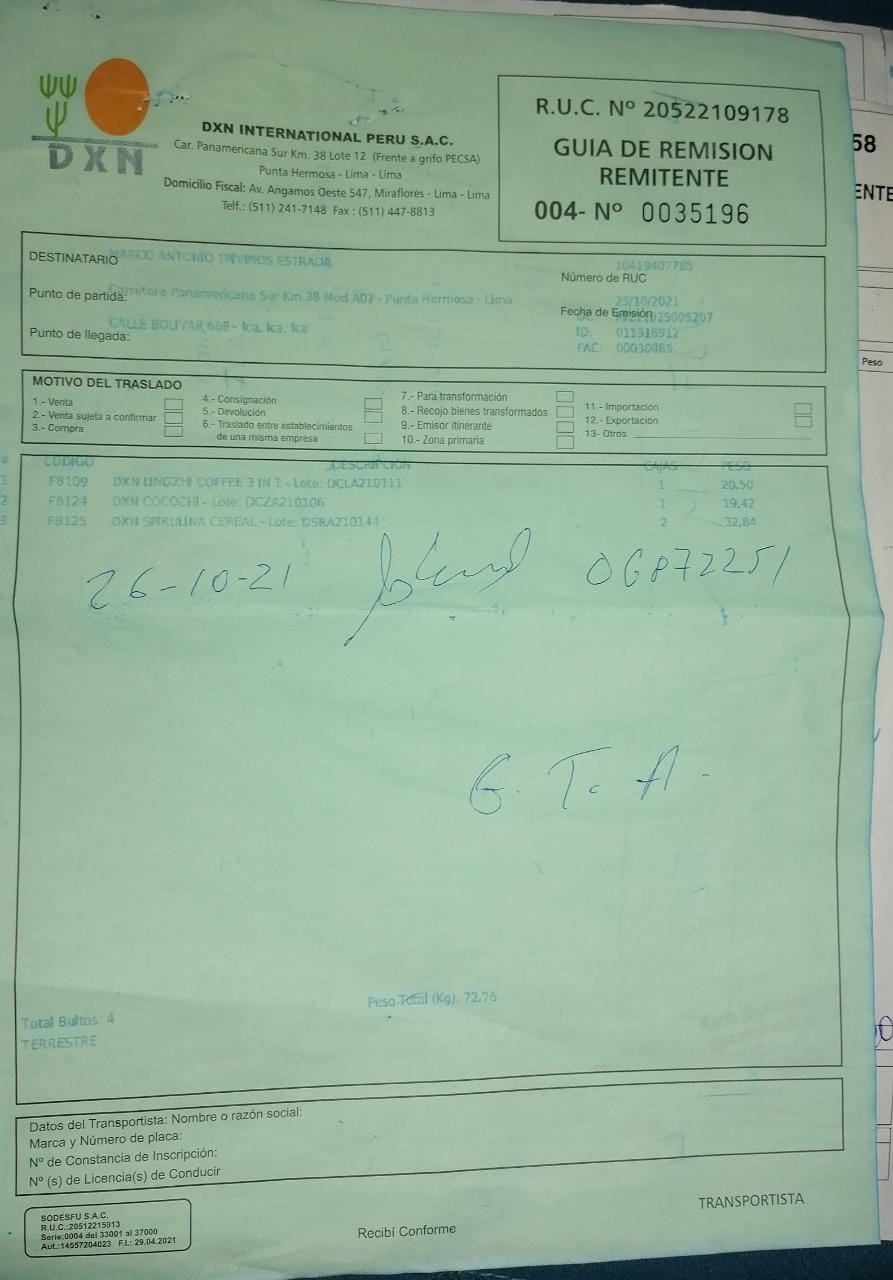 DXN
DXN INTERNATIONAL PERU S.A.C.
Car. Panamericana Sur Km. 38 Lote 12 (Frente a grifo PECSA)
Punta Hermosa - Lima - Lima
Domicilio Fiscal: Av. Angamos Oeste 547, Miraflores - Lima - Lima
Telf.: (511) 241-7148 Fax : (511) 447-8813
R.U.C. Nº 20522109178
GUIA DE REMISION
REMITENTE
004- Nº 0035196
58
ENTE
DESTINATARIO MARCO ANTONIO TRIVINOS ESTRADA
10419407785
Número de RUC
Punto de partida: Carretera Panamericana Sur Km 38 Mod A07 - Punta Hermosa - Lima
25/10/2021
Fecha de Emisión
Punto de llegada: CALLE BOLIVAR 658 - Ica, Ica, Ica
ID: 011316912
FAC: 00030885
Peso
MOTIVO DEL TRASLADO
1.- Venta
2.- Venta sujeta a confirmar
3.- Compra
4.- Consignación
5.- Devolución
6.- Traslado entre establecimientos
de una misma empresa
7.- Para transformación
8.- Recojo bienes transformados
9.- Emisor itinerante
10.- Zona primaria
11.- Importación
12.- Exportación
13- Otros
# CODIGO DESCRIPCION CAJAS PESO
1 FB109 DXN LINGZHI COFFEE 3 IN 1 - Lote: DCLA210111 1 20.50
2 FB124 DXN COCOZHI - Lote: DCZA210106 1 19.42
3 FB125 DXN SPIRULINA CEREAL - Lote: DSRA210144 2 32.84
26-10-21 06872251
G. T. A.
Peso Total (Kg): 72.76
Total Bultos: 4
TERRESTRE
Datos del Transportista: Nombre o razón social:
Marca y Número de placa:
Nº de Constancia de Inscripción:
Nº (s) de Licencia(s) de Conducir
SODESFU S.A.C.
R.U.C.:20512215913
Serie:0004 del 33001 al 37000
Aut.:14557204023 F.I.: 29.04.2021
Recibí Conforme
TRANSPORTISTA